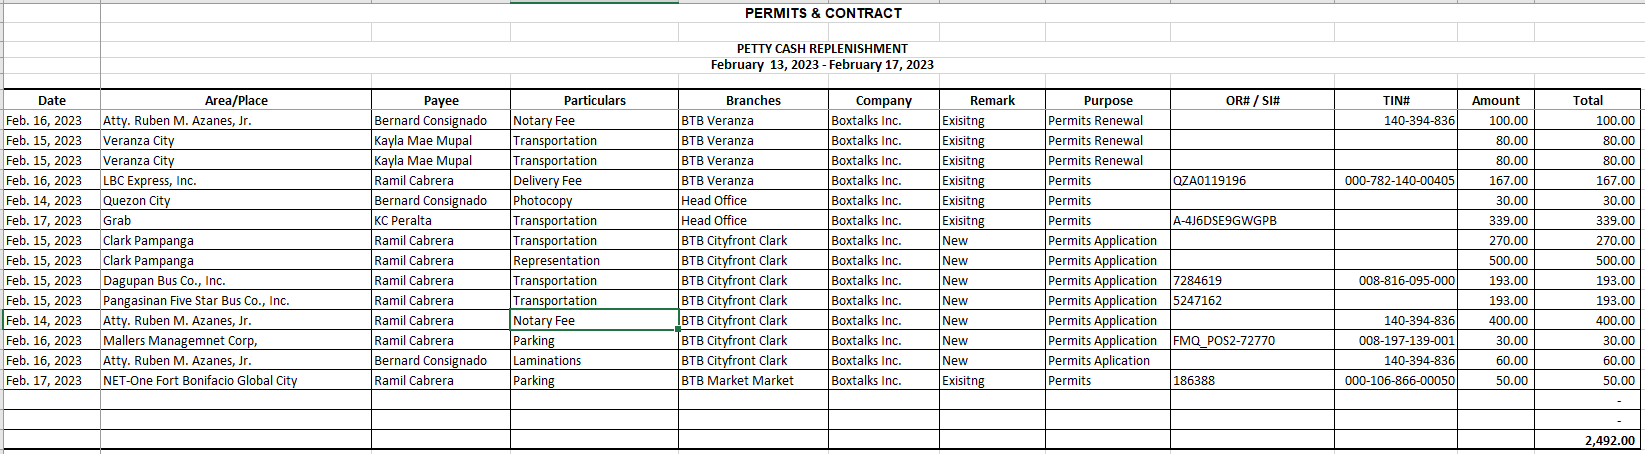 PERMITS & CONTRACT
PETTY CASH REPLENISHMENT
February  13, 2023 - February 17, 2023
Date Area/Place Payee Particulars Branches Company Remark Purpose OR# / SI# TIN# Amount Total
Feb. 16, 2023 Atty. Ruben M. Azanes, Jr. Bernard Consignado Notary Fee BTB Veranza Boxtalks Inc. Exisitng Permits Renewal 140-394-836 100.00 100.00
Feb. 15, 2023 Veranza City Kayla Mae Mupal Transportation BTB Veranza Boxtalks Inc. Exisitng Permits Renewal 80.00 80.00
Feb. 15, 2023 Veranza City Kayla Mae Mupal Transportation BTB Veranza Boxtalks Inc. Exisitng Permits Renewal 80.00 80.00
Feb. 16, 2023 LBC Express, Inc. Ramil Cabrera Delivery Fee BTB Veranza Boxtalks Inc. Exisitng Permits QZA0119196 000-782-140-00405 167.00 167.00
Feb. 14, 2023 Quezon City Bernard Consignado Photocopy Head Office Boxtalks Inc. Exisitng Permits 30.00 30.00
Feb. 17, 2023 Grab KC Peralta Transportation Head Office Boxtalks Inc. Exisitng Permits A-4J6DSE9GWGPB 339.00 339.00
Feb. 15, 2023 Clark Pampanga Ramil Cabrera Transportation BTB Cityfront Clark Boxtalks Inc. New Permits Application 270.00 270.00
Feb. 15, 2023 Clark Pampanga Ramil Cabrera Representation BTB Cityfront Clark Boxtalks Inc. New Permits Application 500.00 500.00
Feb. 15, 2023 Dagupan Bus Co., Inc. Ramil Cabrera Transportation BTB Cityfront Clark Boxtalks Inc. New Permits Application 7284619 008-816-095-000 193.00 193.00
Feb. 15, 2023 Pangasinan Five Star Bus Co., Inc. Ramil Cabrera Transportation BTB Cityfront Clark Boxtalks Inc. New Permits Application 5247162 193.00 193.00
Feb. 14, 2023 Atty. Ruben M. Azanes, Jr. Ramil Cabrera Notary Fee BTB Cityfront Clark Boxtalks Inc. New Permits Application 140-394-836 400.00 400.00
Feb. 16, 2023 Mallers Managemnet Corp, Ramil Cabrera Parking BTB Cityfront Clark Boxtalks Inc. New Permits Application FMQ_POS2-72770 008-197-139-001 30.00 30.00
Feb. 16, 2023 Atty. Ruben M. Azanes, Jr. Bernard Consignado Laminations BTB Cityfront Clark Boxtalks Inc. New Permits Aplication 140-394-836 60.00 60.00
Feb. 17, 2023 NET-One Fort Bonifacio Global City Ramil Cabrera Parking BTB Market Market Boxtalks Inc. Exisitng Permits 186388 000-106-866-00050 50.00 50.00
-
-
2,492.00